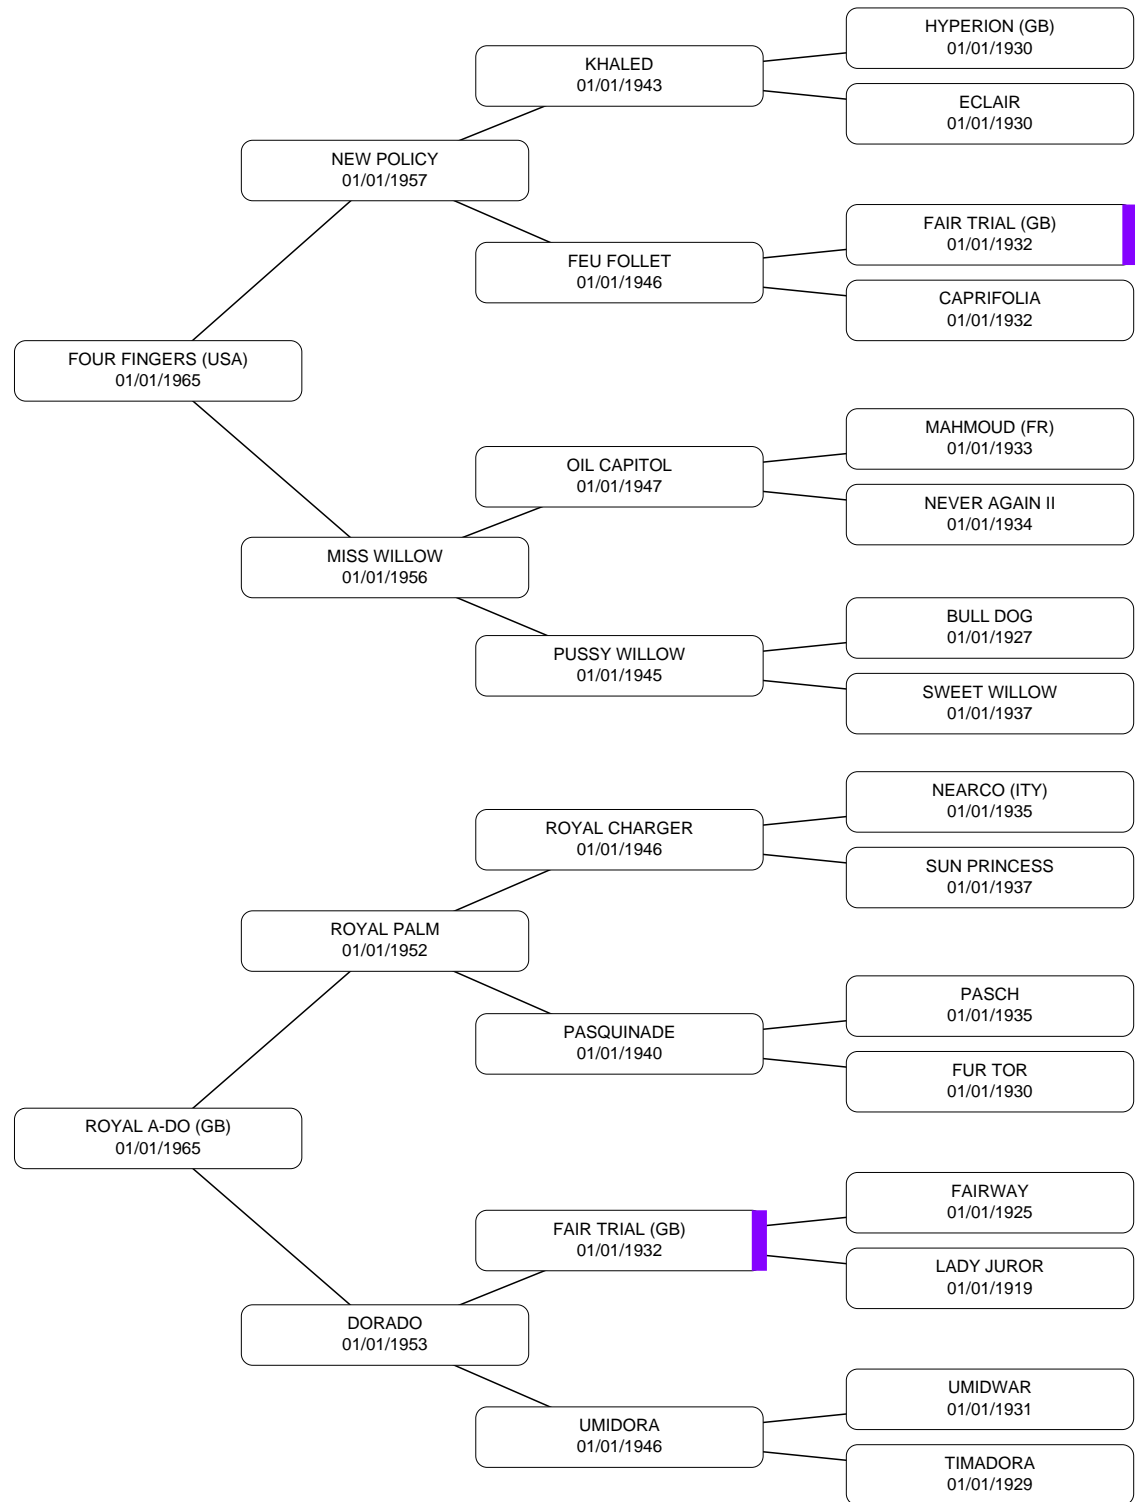 HYPERION (GB)
01/01/1930
KHALED
01/01/1943
ECLAIR
01/01/1930
NEW POLICY
01/01/1957
FAIR TRIAL (GB)
01/01/1932
FEU FOLLET
01/01/1946
CAPRIFOLIA
01/01/1932
FOUR FINGERS (USA)
01/01/1965
MAHMOUD (FR)
01/01/1933
OIL CAPITOL
01/01/1947
NEVER AGAIN II
01/01/1934
MISS WILLOW
01/01/1956
BULL DOG
01/01/1927
PUSSY WILLOW
01/01/1945
SWEET WILLOW
01/01/1937
NEARCO (ITY)
01/01/1935
ROYAL CHARGER
01/01/1946
SUN PRINCESS
01/01/1937
ROYAL PALM
01/01/1952
PASCH
01/01/1935
PASQUINADE
01/01/1940
FUR TOR
01/01/1930
ROYAL A-DO (GB)
01/01/1965
FAIRWAY
01/01/1925
FAIR TRIAL (GB)
01/01/1932
LADY JUROR
01/01/1919
DORADO
01/01/1953
UMIDWAR
01/01/1931
UMIDORA
01/01/1946
TIMADORA
01/01/1929